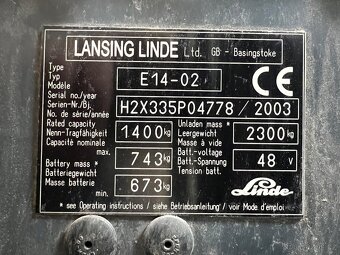 LANSING LINDE Ltd. GB - Basingstoke
Type
Typ
Modéle
E14-02
CE
Serial no./year
Serien-Nr./Bj.
No. de série/année
H2X335P04778 / 2003
Rated capacity
Nenn-Tragfähigkeit
Capacité nominale
1400 kg
Unladen mass *
Leergewicht
Masse à vide
2300 kg
Battery mass *
Batteriegewicht
Masse batterie
max. 743 kg
min. 673 kg
Batt.-voltage
Batt.-Spannung
Tension batt.
48 V
Linde
* see Operating instructions / siehe Betriebsanleitung / voir Mode d'emploi